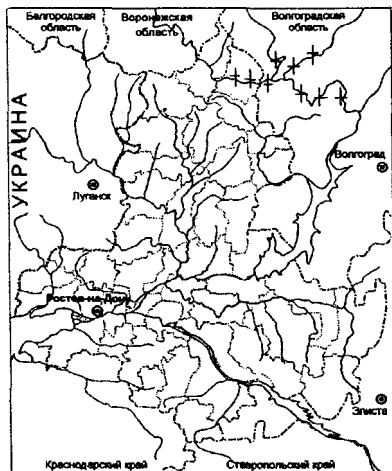 Белгородская область
Воронежская область
Волгоградская область
УКРАИНА
Волгоград
Луганск
Ростов-на-Дону
Элиста
Краснодарский край
Ставропольский край